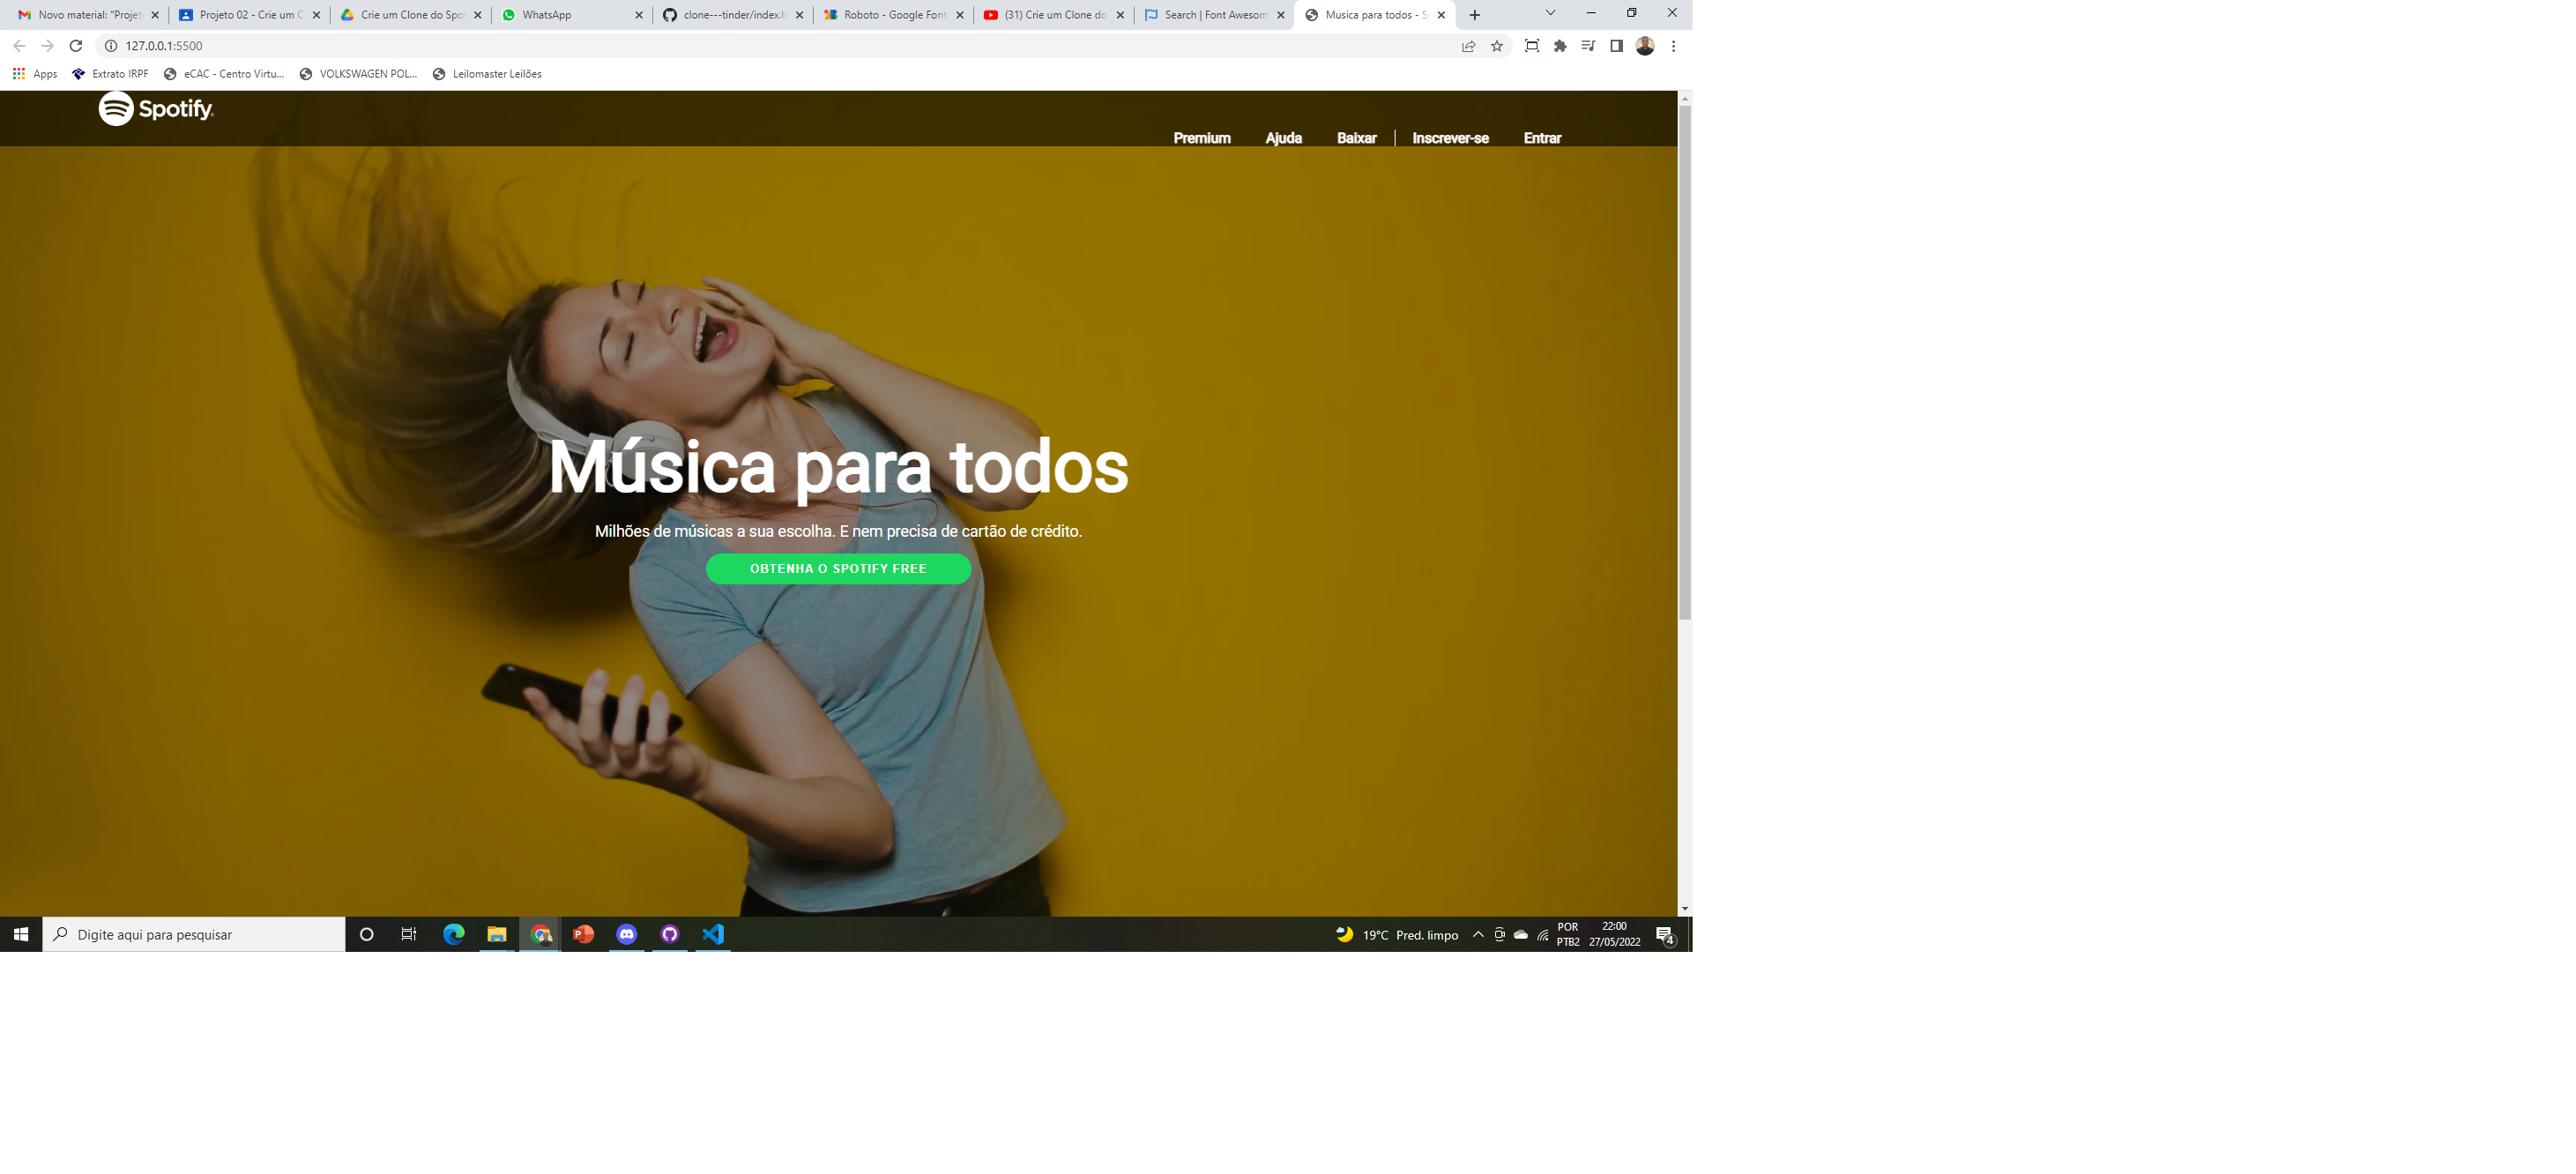 Novo material: "Projet
Projeto 02 - Crie um C
Crie um Clone do Spot
WhatsApp
clone---tinder/index.h
Roboto - Google Font
(31) Crie um Clone do
Search | Font Awesom
Musica para todos - S
127.0.0.1:5500
Apps
Extrato IRPF
eCAC - Centro Virtu...
VOLKSWAGEN POL...
Leilomaster Leilões
Spotify
Premium
Ajuda
Baixar
Inscrever-se
Entrar
Música para todos
Milhões de músicas a sua escolha. E nem precisa de cartão de crédito.
OBTENHA O SPOTIFY FREE
Digite aqui para pesquisar
19°C Pred. limpo
POR
PTB2
22:00
27/05/2022
4